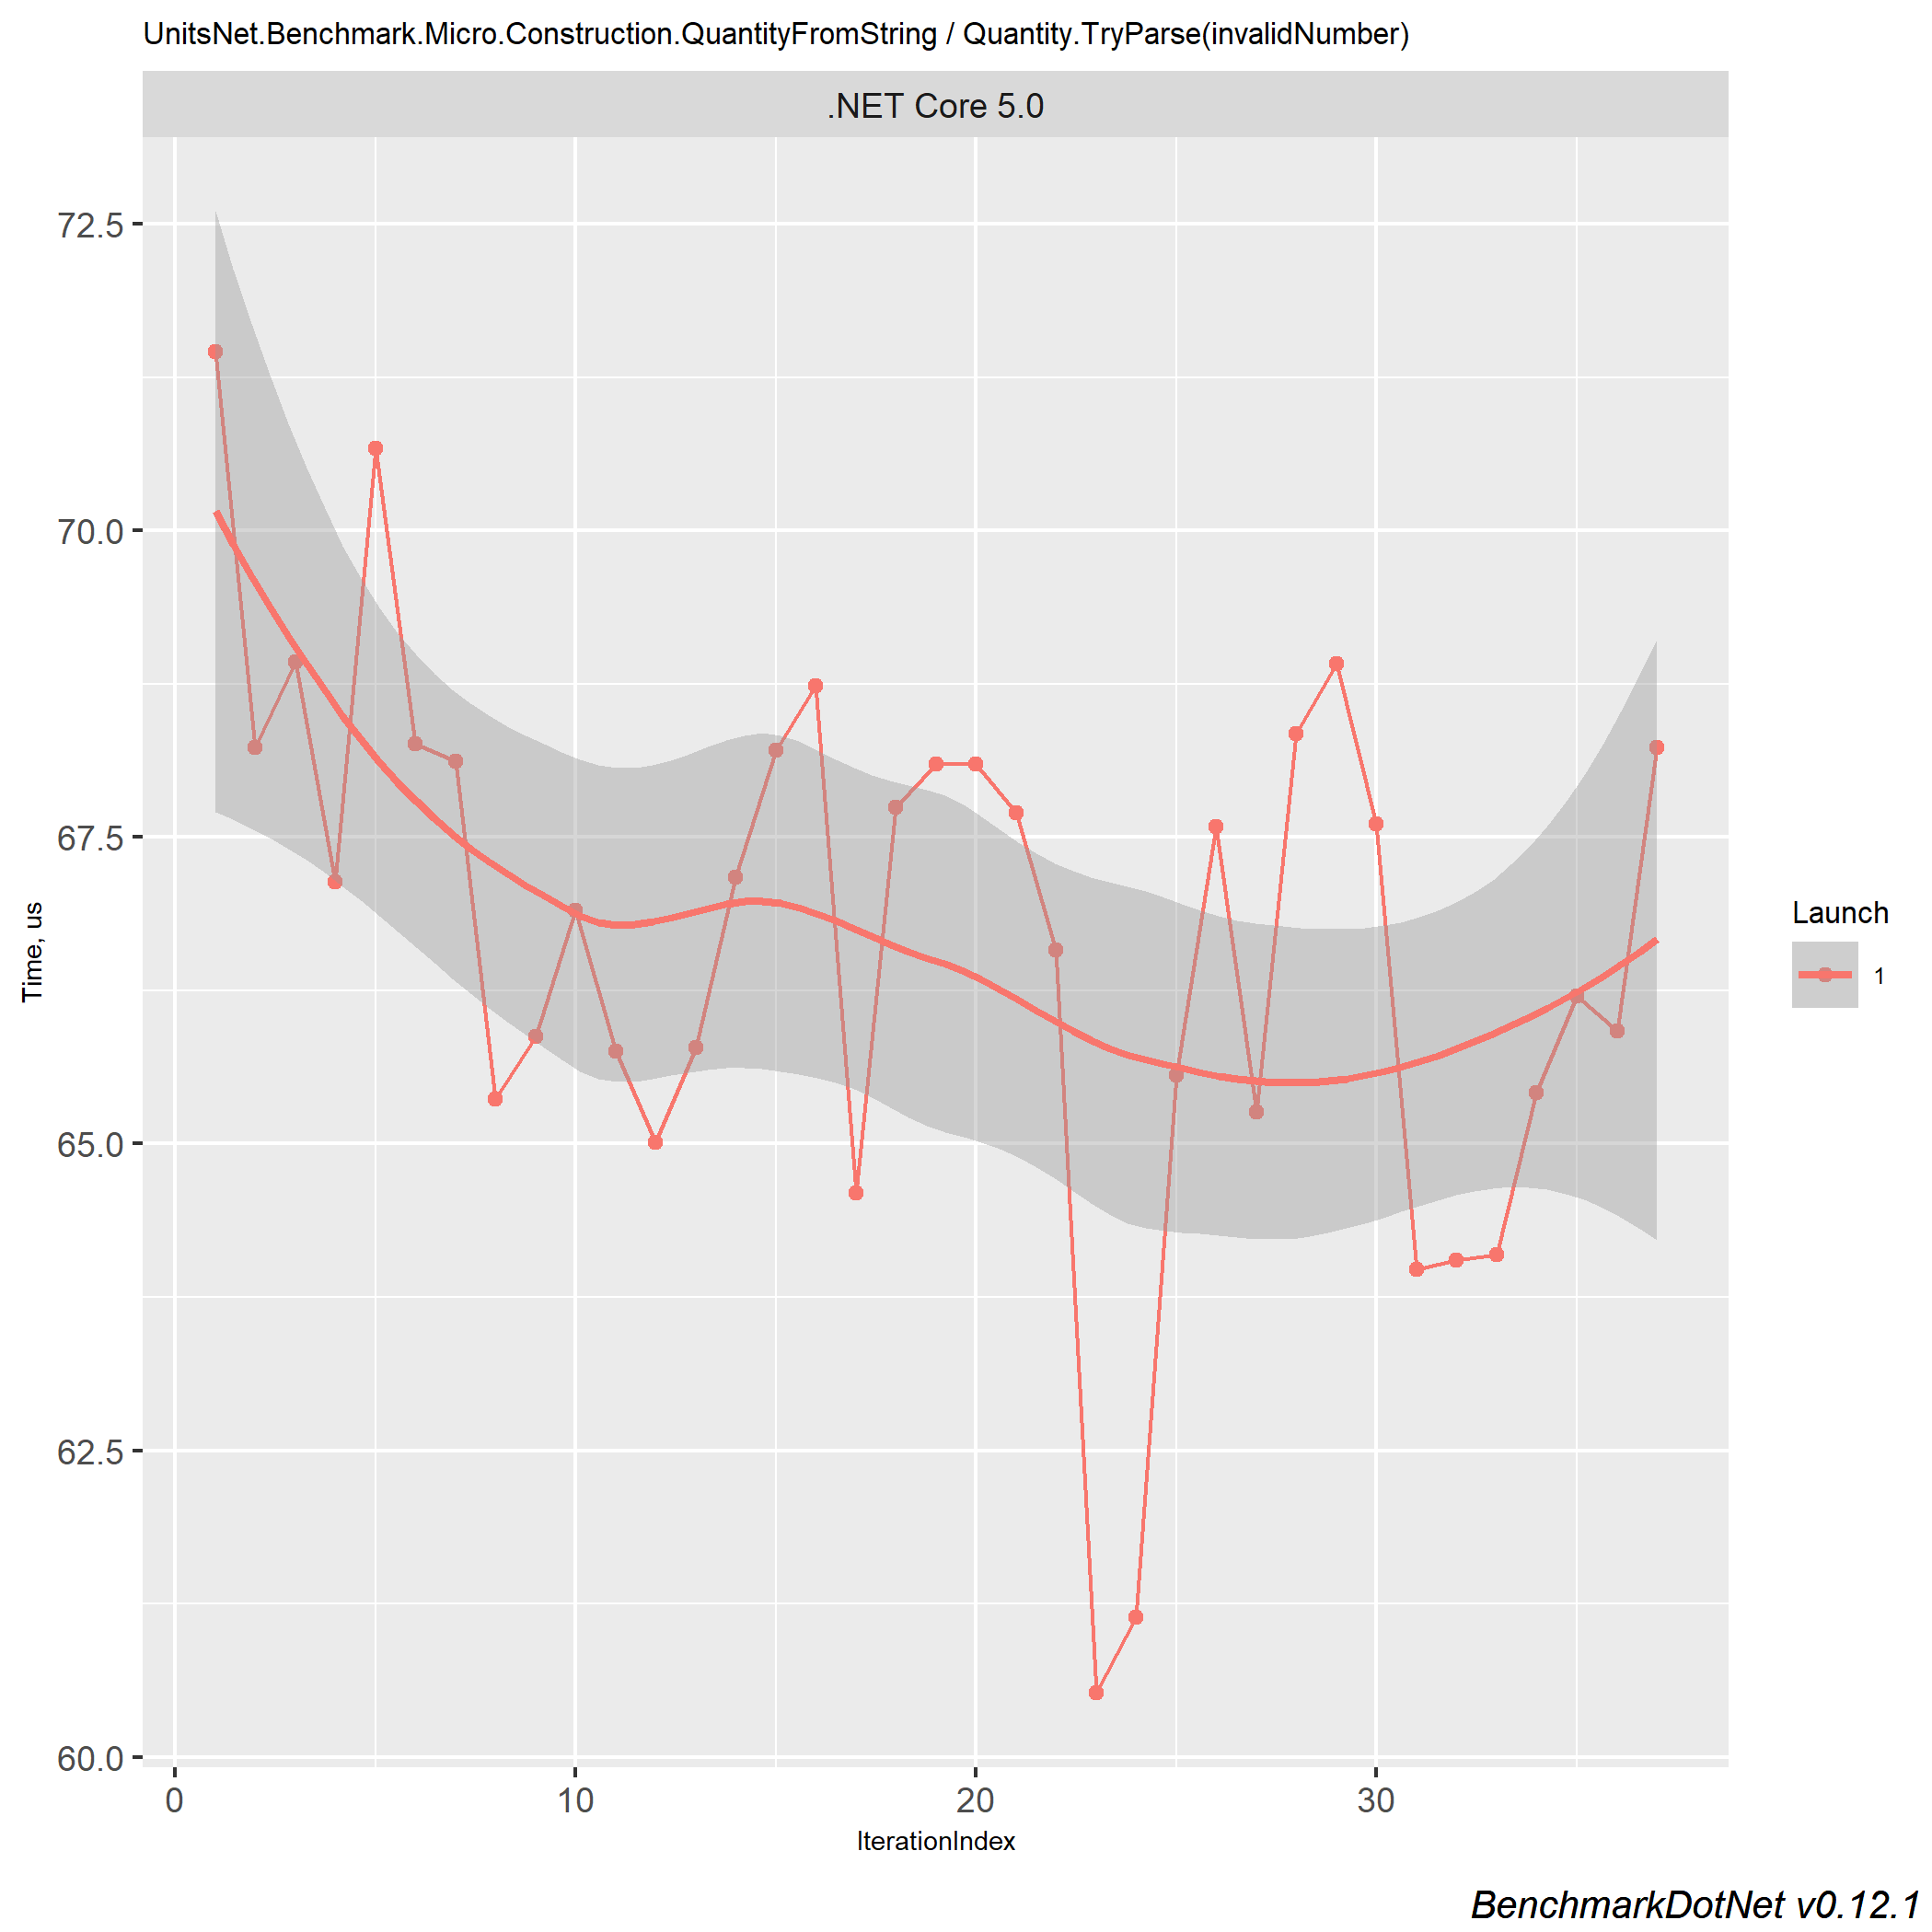 UnitsNet.Benchmark.Micro.Construction.QuantityFromString / Quantity.TryParse(invalidNumber)
.NET Core 5.0
72.5
70.0
67.5
65.0
62.5
60.0
Time, us
0 10 20 30
IterationIndex
Launch
1
BenchmarkDotNet v0.12.1